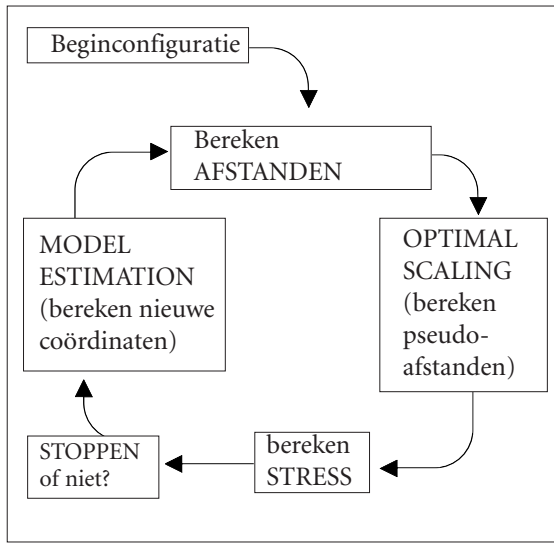 Beginconfiguratie
Bereken
AFSTANDEN
OPTIMAL
SCALING
(bereken
pseudo-
afstanden)
bereken
STRESS
STOPPEN
of niet?
MODEL
ESTIMATION
(bereken nieuwe
coördinaten)